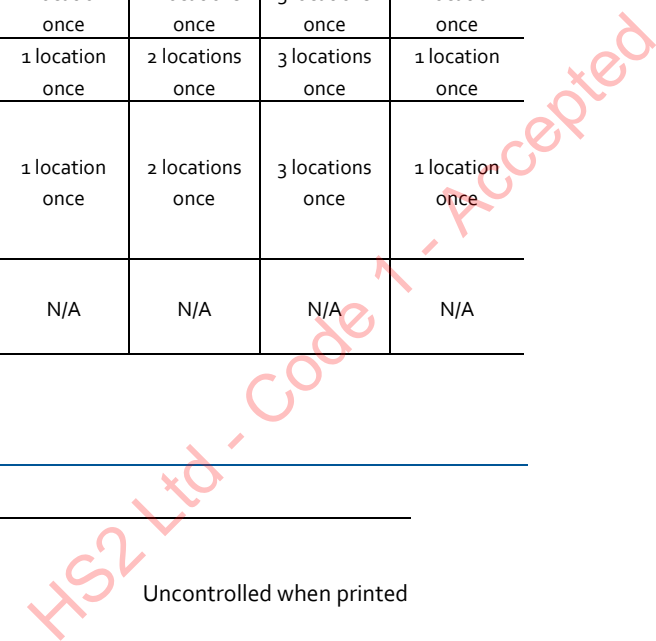 once once once once
1 location 2 locations 3 locations 1 location
once once once once
1 location 2 locations 3 locations 1 location
once once once once
N/A N/A N/A N/A
HS2 Ltd - Code 1 - Accepted
Uncontrolled when printed